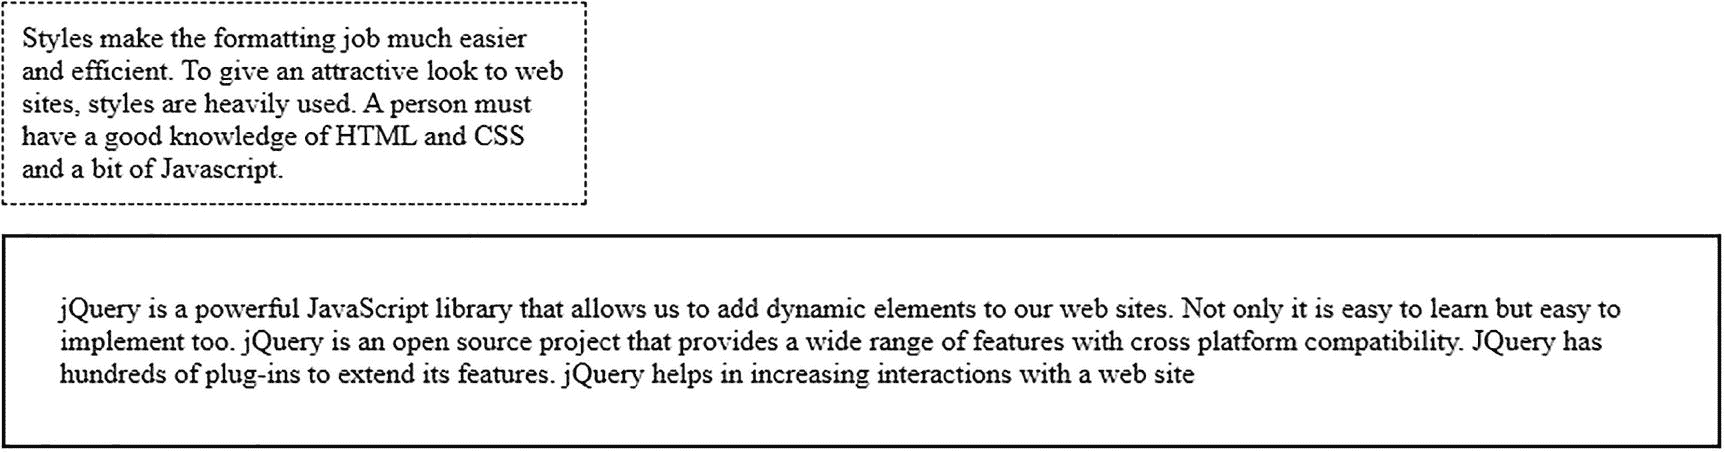 Styles make the formatting job much easier
and efficient. To give an attractive look to web
sites, styles are heavily used. A person must
have a good knowledge of HTML and CSS
and a bit of Javascript.
jQuery is a powerful JavaScript library that allows us to add dynamic elements to our web sites. Not only it is easy to learn but easy to
implement too. jQuery is an open source project that provides a wide range of features with cross platform compatibility. JQuery has
hundreds of plug-ins to extend its features. jQuery helps in increasing interactions with a web site